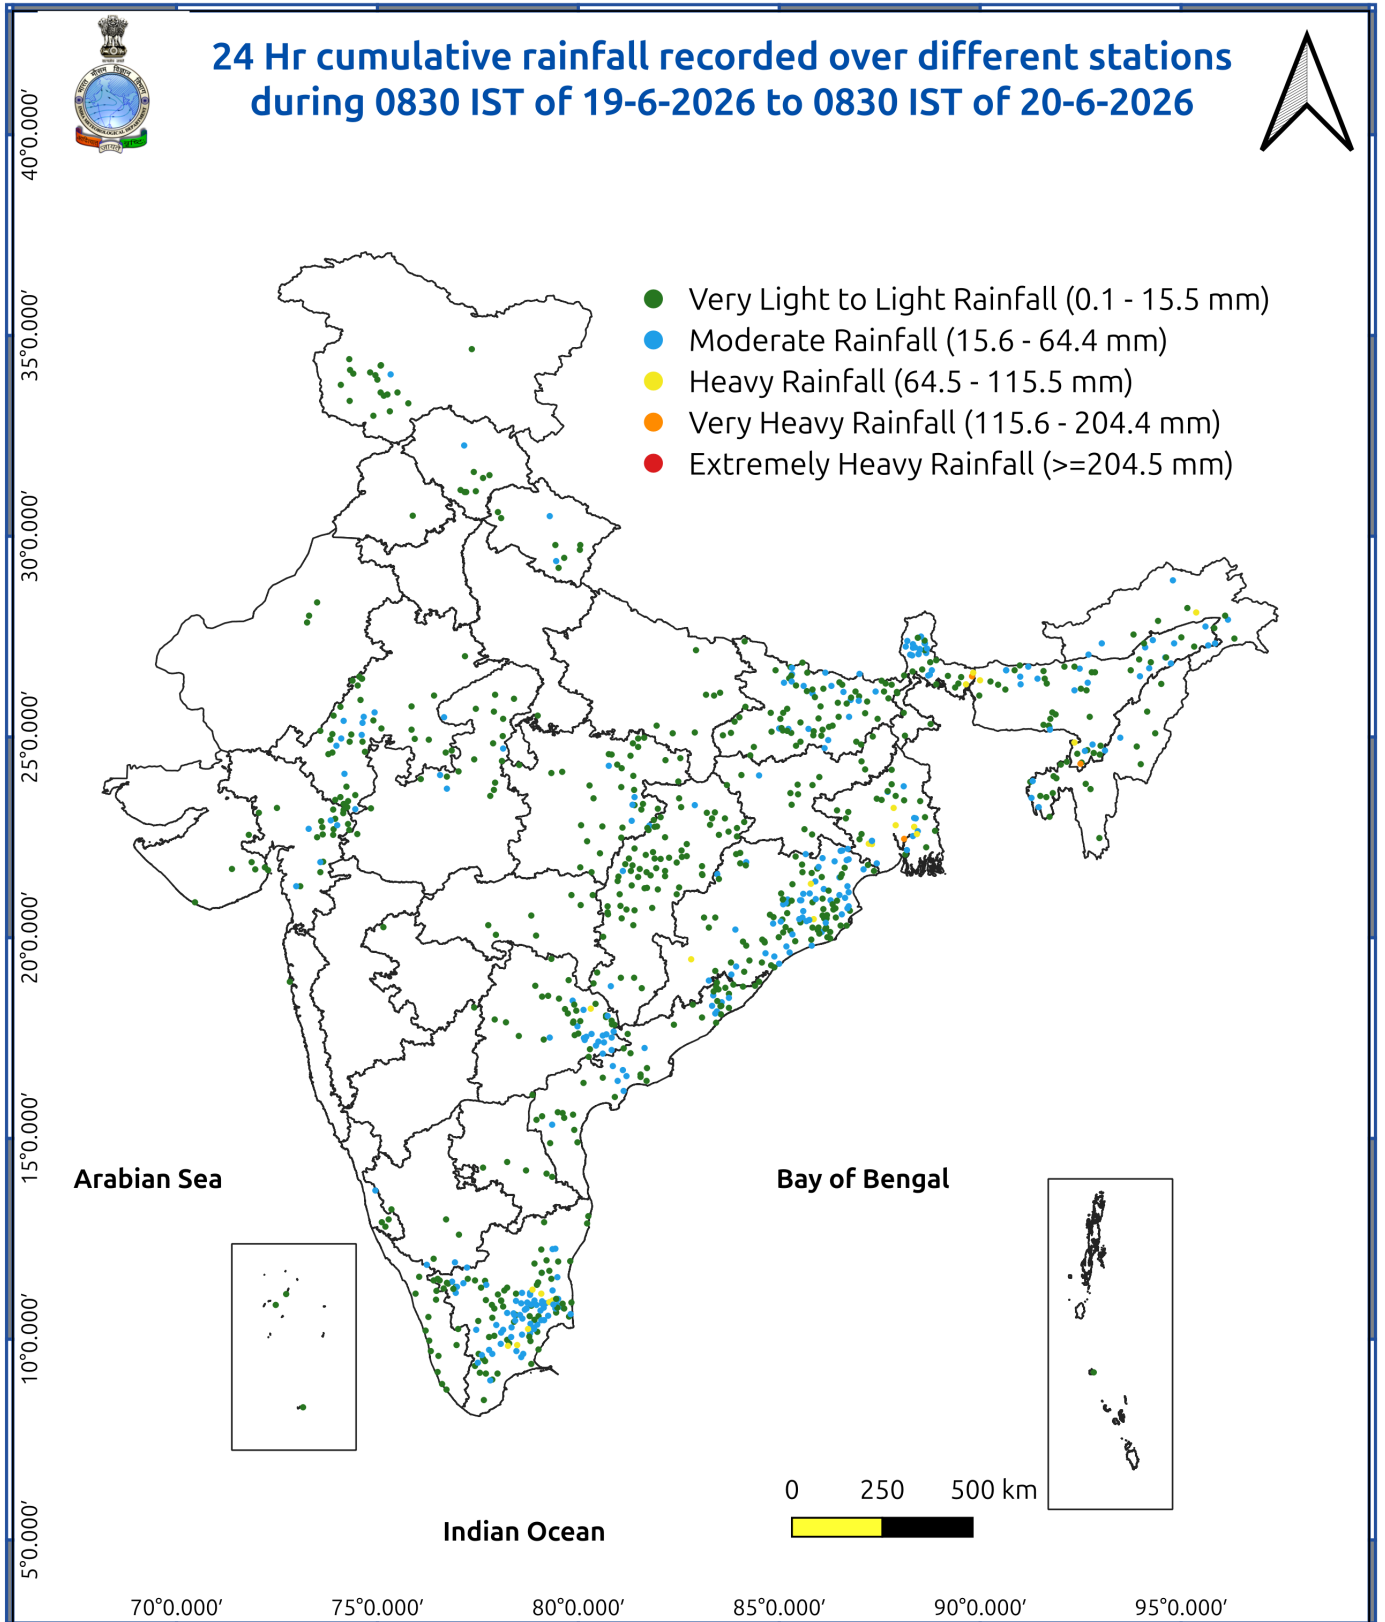 24 Hr cumulative rainfall recorded over different stations
during 0830 IST of 19-6-2026 to 0830 IST of 20-6-2026
Very Light to Light Rainfall (0.1 - 15.5 mm)
Moderate Rainfall (15.6 - 64.4 mm)
Heavy Rainfall (64.5 - 115.5 mm)
Very Heavy Rainfall (115.6 - 204.4 mm)
Extremely Heavy Rainfall (>=204.5 mm)
40°0.000′
35°0.000′
30°0.000′
25°0.000′
20°0.000′
15°0.000′
10°0.000′
5°0.000′
Arabian Sea
Bay of Bengal
Indian Ocean
0 250 500 km
70°0.000′ 75°0.000′ 80°0.000′ 85°0.000′ 90°0.000′ 95°0.000′